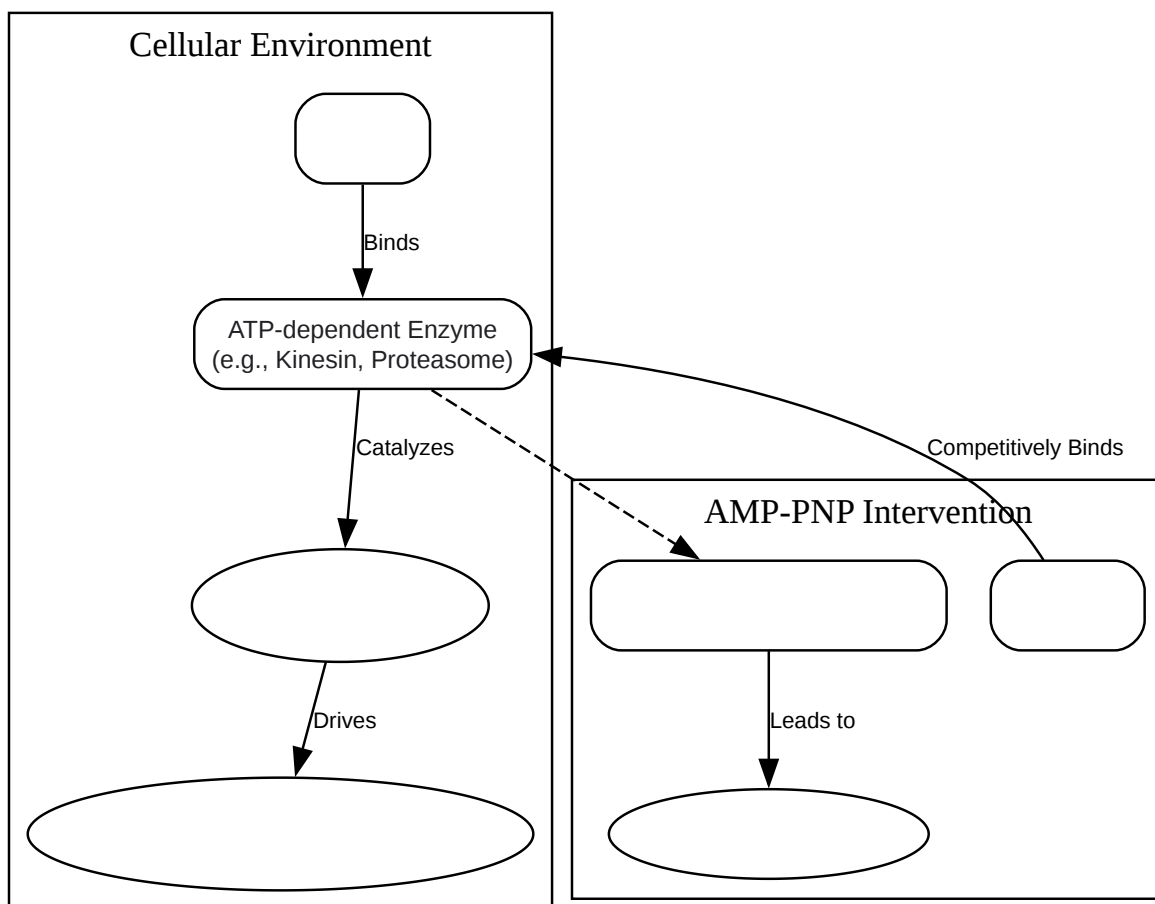 Cellular Environment
Binds
ATP-dependent Enzyme
(e.g., Kinesin, Proteasome)
Catalyzes
Competitively Binds
AMP-PNP Intervention
Drives
Leads to